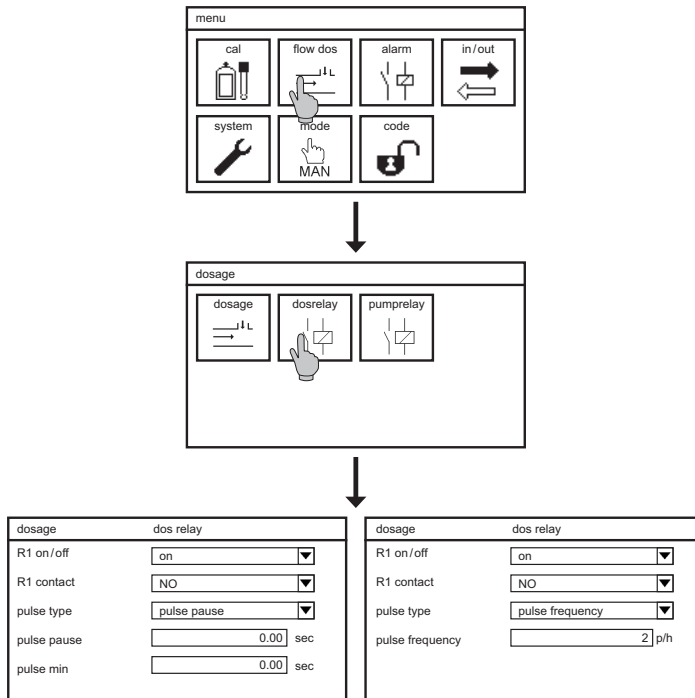 menu
cal flow dos alarm in/out
system mode code
MAN
dosage
dosage dosrelay pumprelay
dosage dos relay
R1 on/off on
R1 contact NO
pulse type pulse pause
pulse pause 0.00 sec
pulse min 0.00 sec
dosage dos relay
R1 on/off on
R1 contact NO
pulse type pulse frequency
pulse frequency 2 p/h